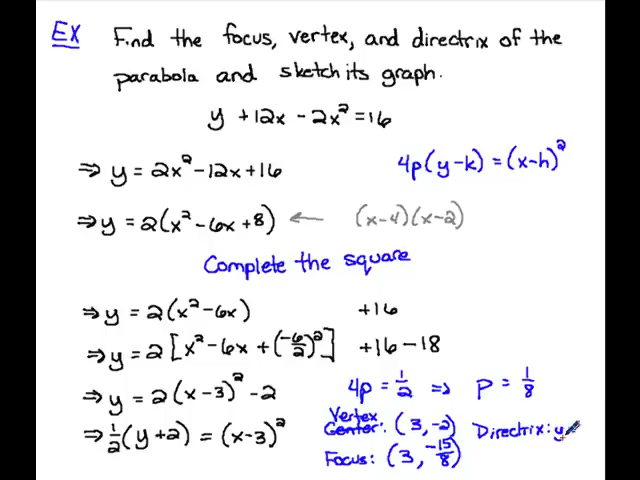 EX Find the focus, vertex, and directrix of the
parabola and sketch its graph.
y + 12x - 2x² = 16
⇒ y = 2x² - 12x + 16
4p(y-k) = (x-h)²
⇒ y = 2(x² - 6x + 8) ← (x-4)(x-2)
Complete the square
⇒ y = 2(x² - 6x) +16
⇒ y = 2[x² - 6x + (-6/2)²] +16 - 18
⇒ y = 2(x-3)² - 2
4p = 1/2 ⇒ p = 1/8
⇒ 1/2(y+2) = (x-3)²
Vertex
Center: (3, -2) Directrix: y
Focus: (3, -15/8)